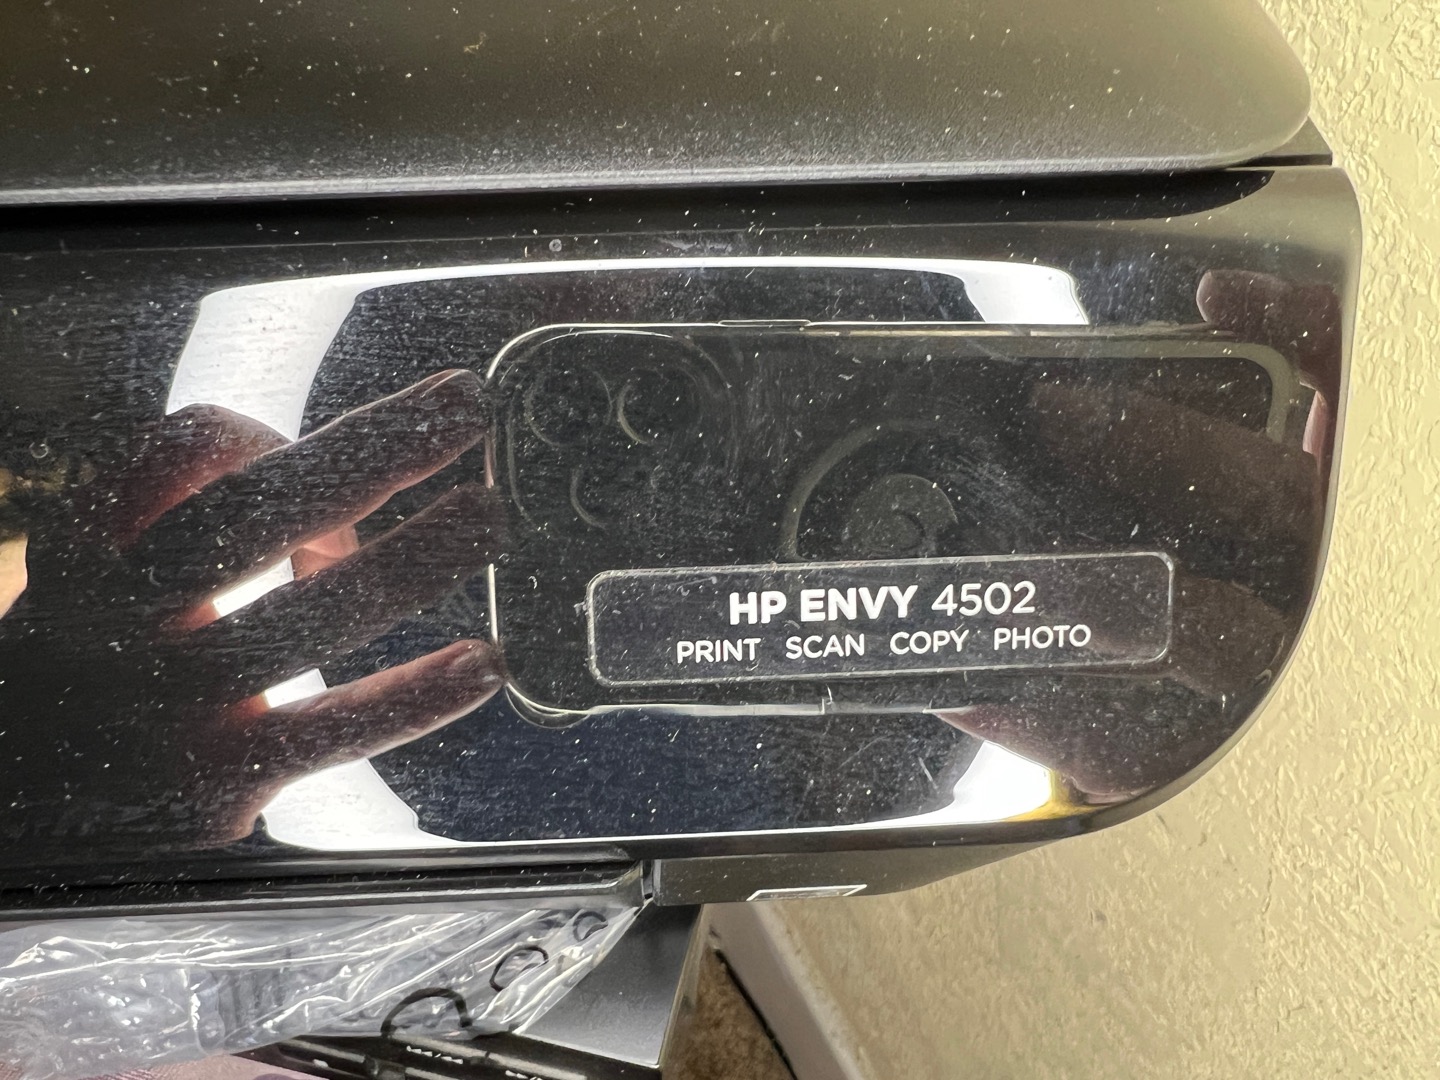 HP ENVY 4502
PRINT SCAN COPY PHOTO